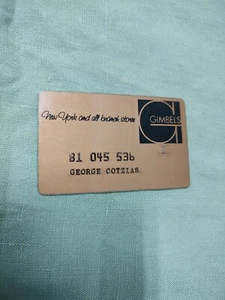 New York and all branch stores
GIMBELS
81 045 536
GEORGE COTZIAS